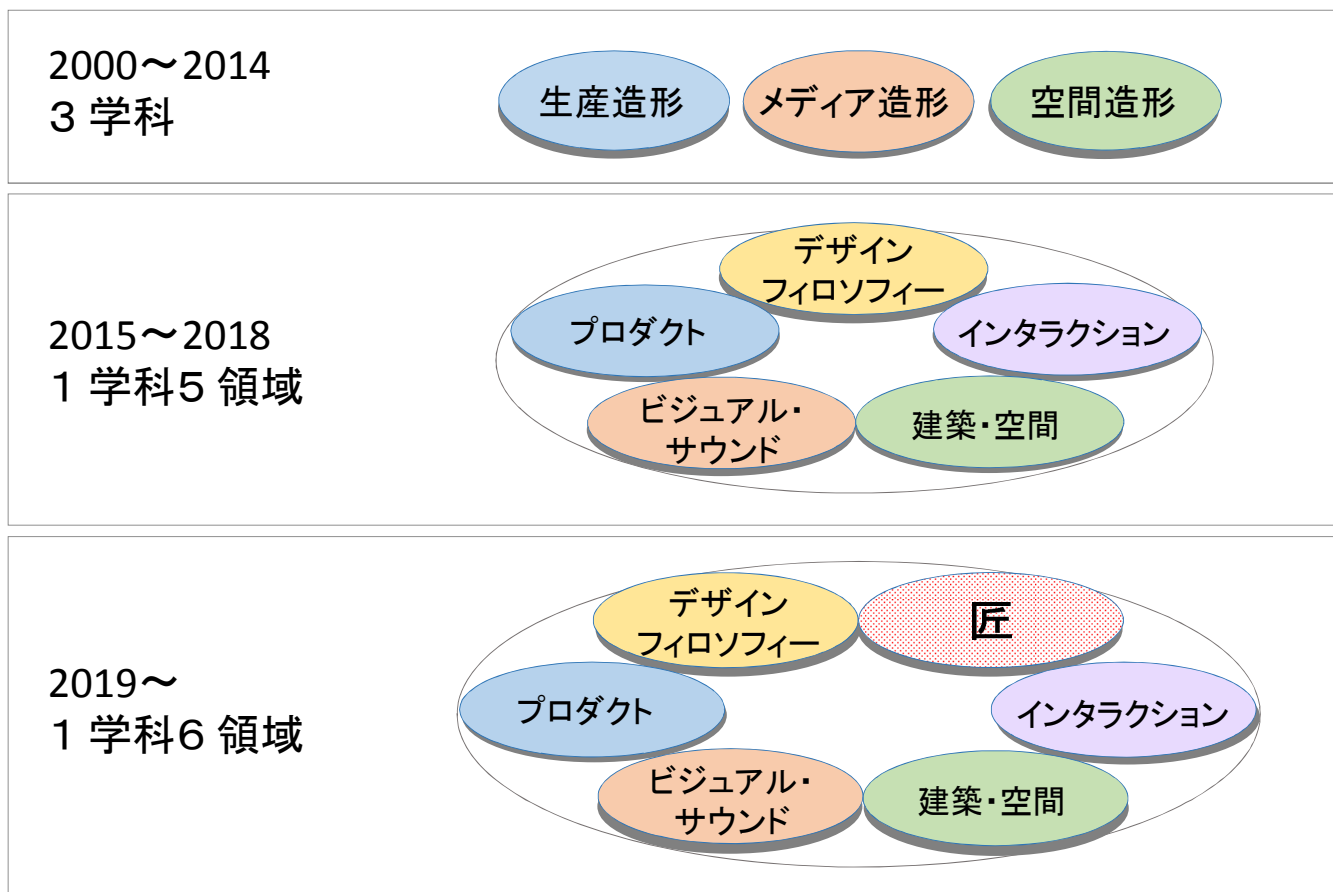 2000～2014
３学科
生産造形
メディア造形
空間造形
2015～2018
１学科５領域
デザイン
フィロソフィー
プロダクト
インタラクション
ビジュアル・
サウンド
建築・空間
2019～
１学科６領域
デザイン
フィロソフィー
匠
プロダクト
インタラクション
ビジュアル・
サウンド
建築・空間